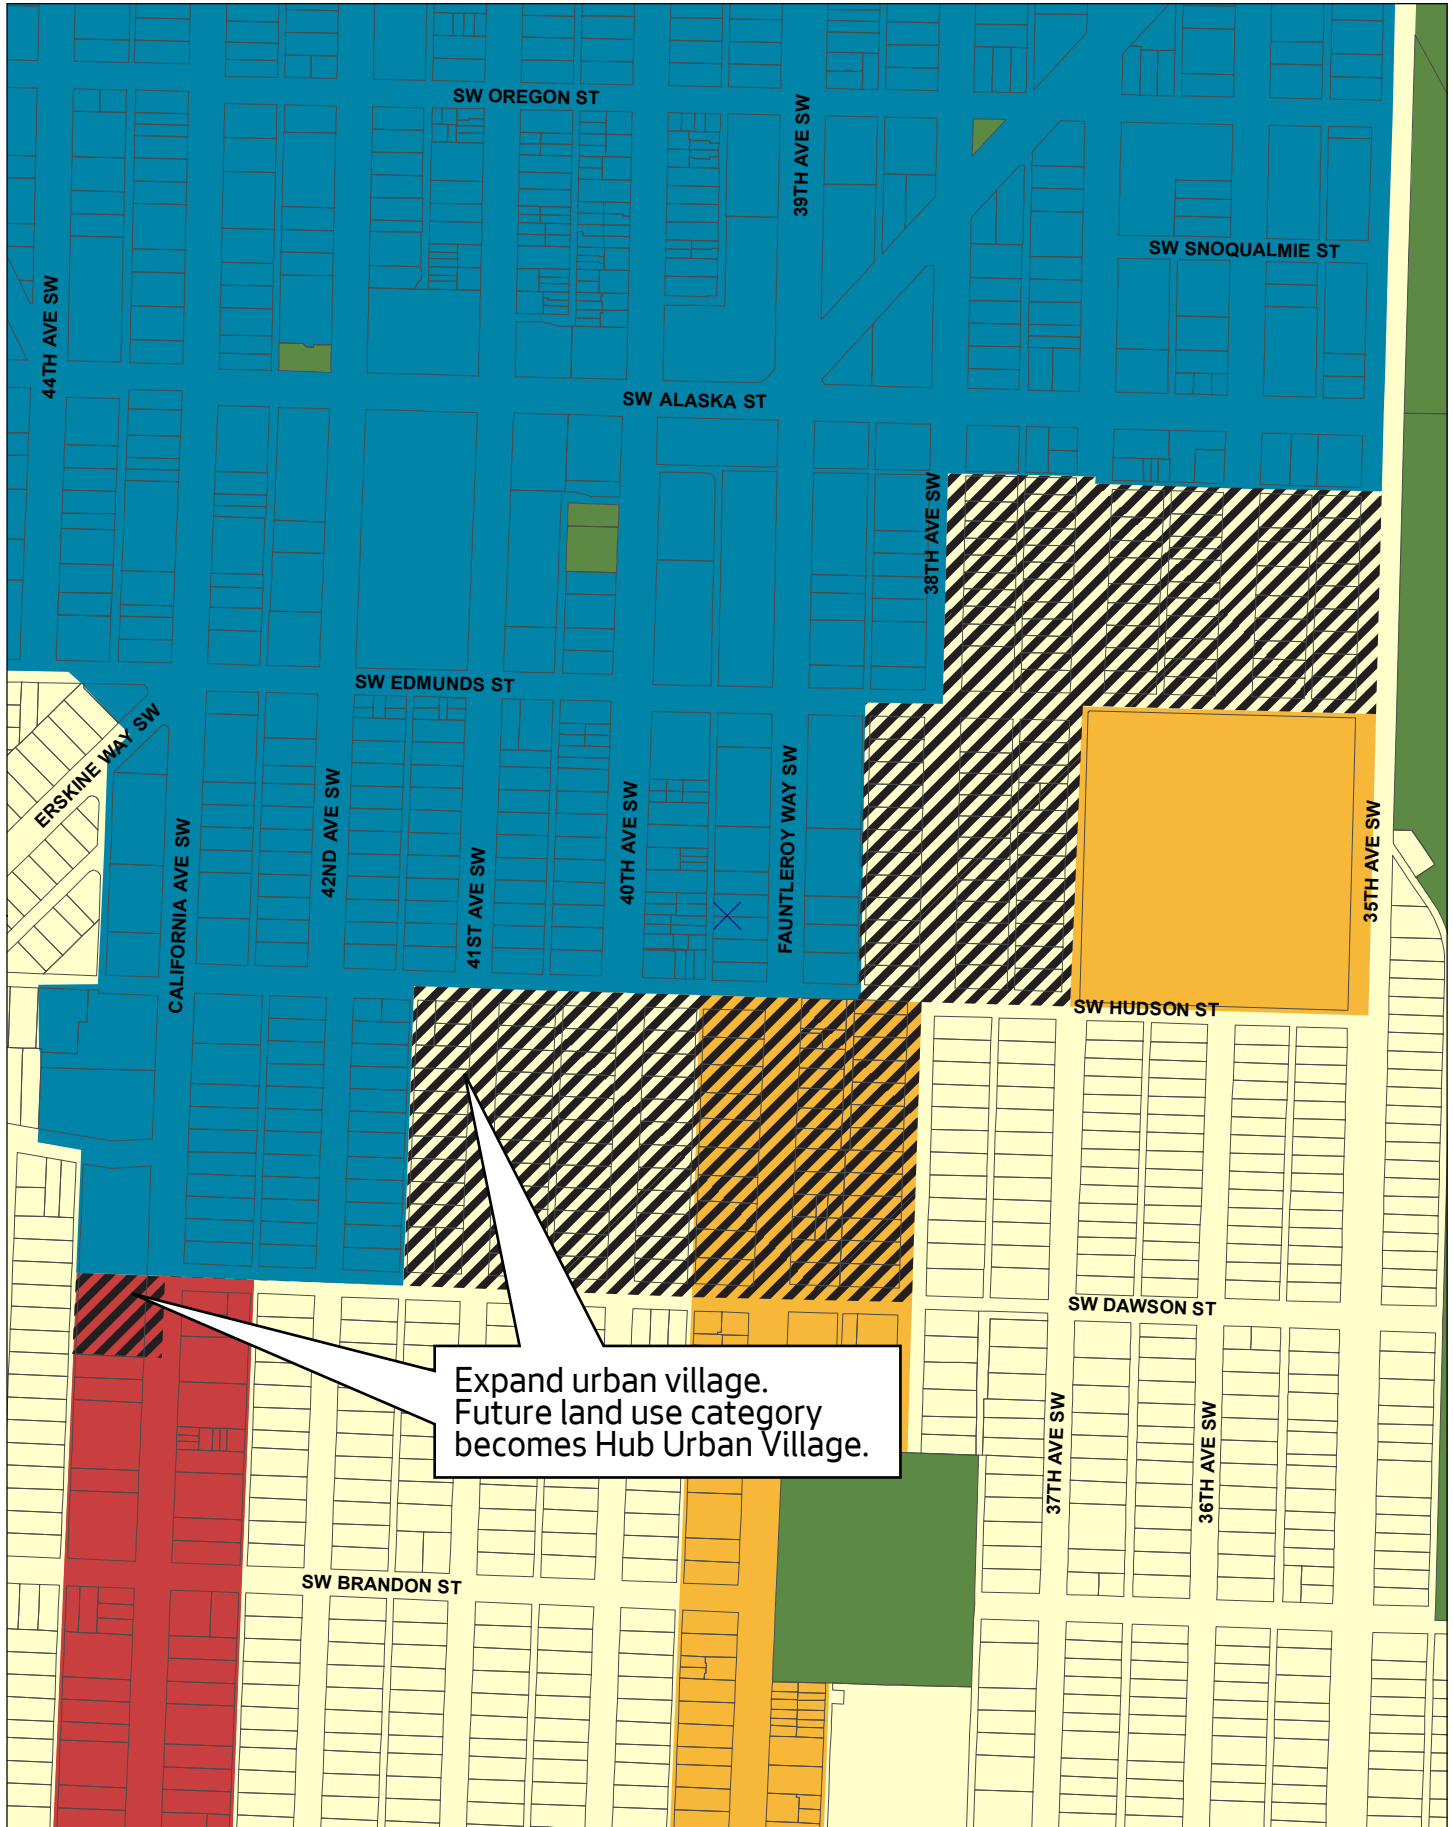 SW OREGON ST
39TH AVE SW
SW SNOQUALMIE ST
44TH AVE SW
SW ALASKA ST
38TH AVE SW
SW EDMUNDS ST
ERSKINE WAY SW
CALIFORNIA AVE SW
42ND AVE SW
41ST AVE SW
40TH AVE SW
FAUNTLEROY WAY SW
35TH AVE SW
SW HUDSON ST
SW DAWSON ST
Expand urban village.
Future land use category
becomes Hub Urban Village.
37TH AVE SW
36TH AVE SW
SW BRANDON ST